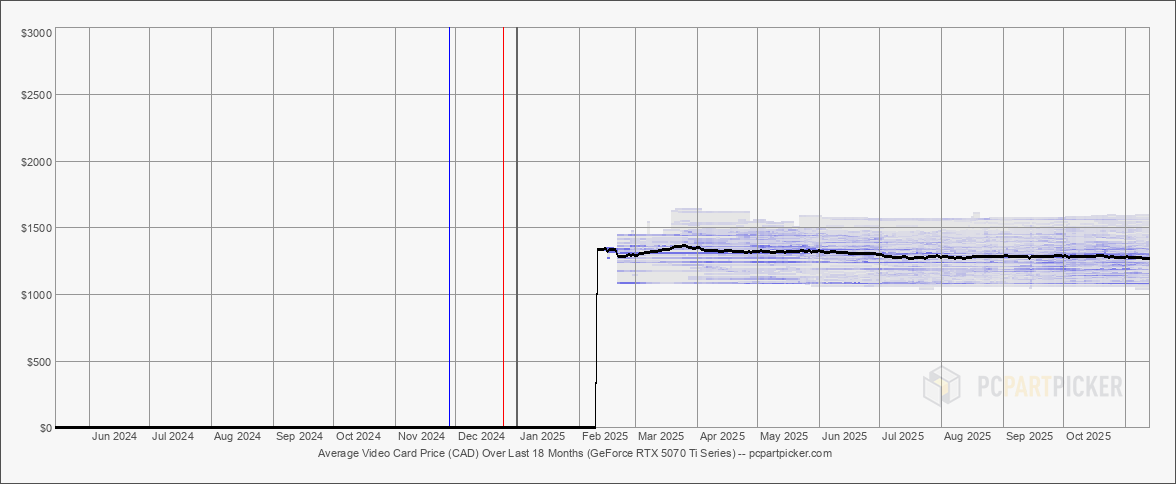 $3000
$2500
$2000
$1500
$1000
$500
$0
Jun 2024 Jul 2024 Aug 2024 Sep 2024 Oct 2024 Nov 2024 Dec 2024 Jan 2025 Feb 2025 Mar 2025 Apr 2025 May 2025 Jun 2025 Jul 2025 Aug 2025 Sep 2025 Oct 2025
Average Video Card Price (CAD) Over Last 18 Months (GeForce RTX 5070 Ti Series) -- pcpartpicker.com
PCPARTPICKER